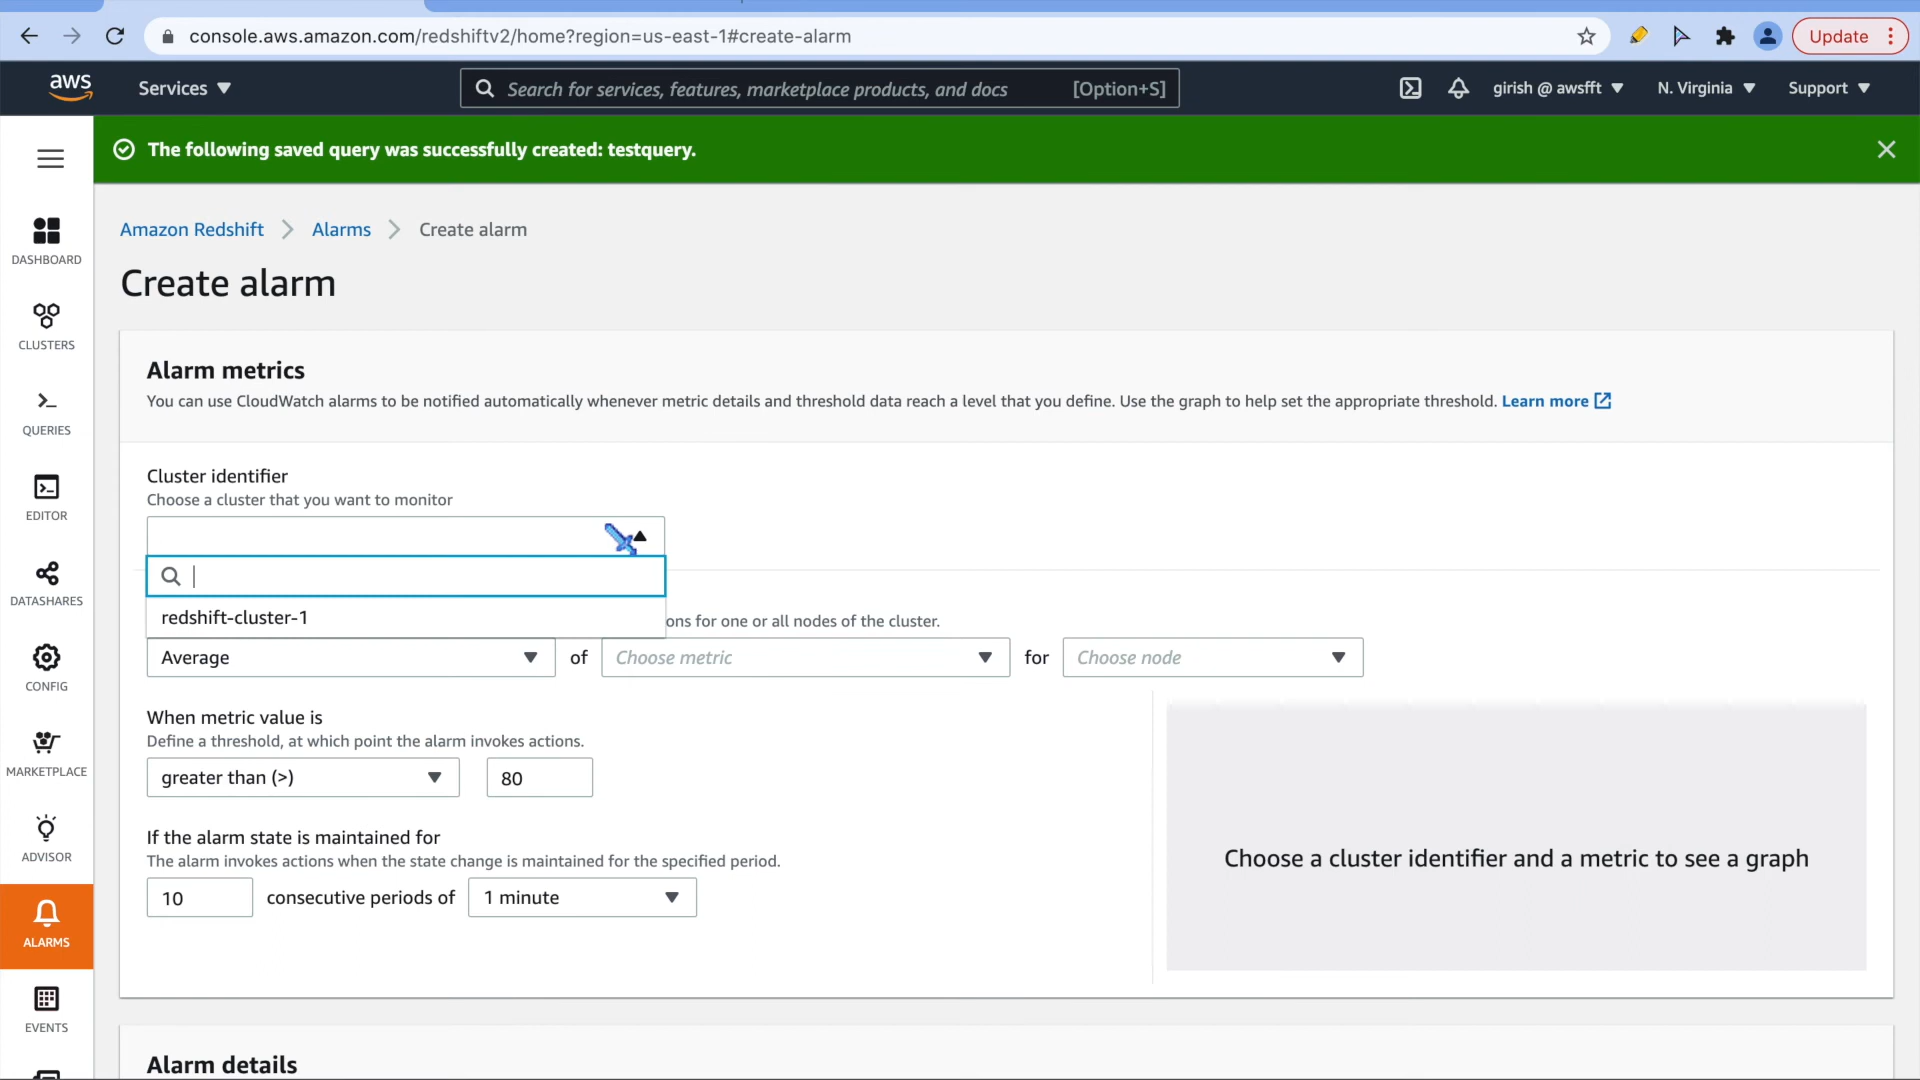 console.aws.amazon.com/redshiftv2/home?region=us-east-1#create-alarm
Update
aws
Services
Search for services, features, marketplace products, and docs [Option+S]
girish @ awsfft
N. Virginia
Support
The following saved query was successfully created: testquery.
DASHBOARD
CLUSTERS
QUERIES
EDITOR
DATASHARES
CONFIG
MARKETPLACE
ADVISOR
ALARMS
EVENTS
Amazon Redshift > Alarms > Create alarm
Create alarm
Alarm metrics
You can use CloudWatch alarms to be notified automatically whenever metric details and threshold data reach a level that you define. Use the graph to help set the appropriate threshold. Learn more
Cluster identifier
Choose a cluster that you want to monitor
redshift-cluster-1
ons for one or all nodes of the cluster.
Average of Choose metric for Choose node
When metric value is
Define a threshold, at which point the alarm invokes actions.
greater than (>) 80
If the alarm state is maintained for
The alarm invokes actions when the state change is maintained for the specified period.
10 consecutive periods of 1 minute
Choose a cluster identifier and a metric to see a graph
Alarm details